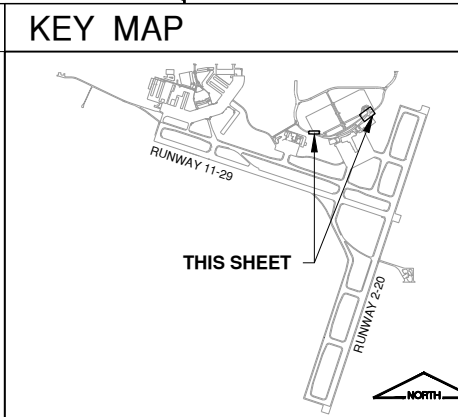 KEY MAP
RUNWAY 11-29
THIS SHEET
RUNWAY 2-20
NORTH